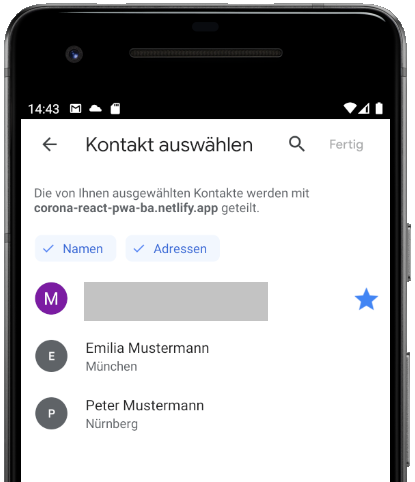 14:43
Kontakt auswählen
Fertig
Die von Ihnen ausgewählten Kontakte werden mit
corona-react-pwa-ba.netlify.app geteilt.
Namen
Adressen
M
E
Emilia Mustermann
München
P
Peter Mustermann
Nürnberg